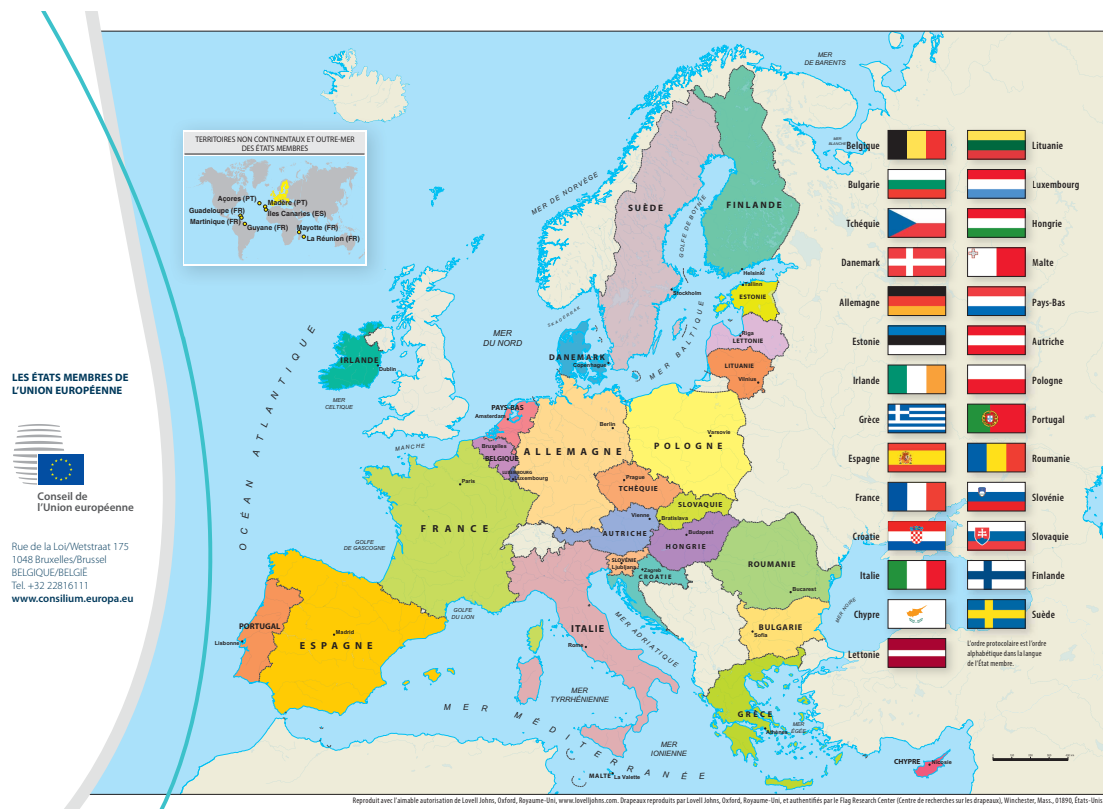 TERRITOIRES NON CONTINENTAUX ET OUTRE-MER
DES ÉTATS MEMBRES
Açores (PT)
Madère (PT)
Guadeloupe (FR)
Iles Canaries (ES)
Martinique (FR)
Guyane (FR)
Mayotte (FR)
La Réunion (FR)
LES ÉTATS MEMBRES DE
L'UNION EUROPÉENNE
Conseil de
l'Union européenne
Rue de la Loi/Wetstraat 175
1048 Bruxelles/Brussel
BELGIQUE/BELGIË
Tel. +32 22816111
www.consilium.europa.eu
MER
DE BARENTS
MER
BLANCHE
MER DE NORVÈGE
SUÈDE
FINLANDE
GOLFE DE BOTNIE
Helsinki
Tallinn
Stockholm
ESTONIE
SKAGERRAK
MER
DU NORD
Riga
LETTONIE
MER BALTIQUE
DANEMARK
Copenhague
LITUANIE
Vilnius
IRLANDE
Dublin
MER
CELTIQUE
OCÉAN ATLANTIQUE
PAYS-BAS
Amsterdam
Berlin
Varsovie
POLOGNE
MANCHE
Bruxelles
BELGIQUE
ALLEMAGNE
LUXEMBOURG
Luxembourg
Paris
Prague
TCHÉQUIE
SLOVAQUIE
Vienne
Bratislava
FRANCE
AUTRICHE
Budapest
HONGRIE
GOLFE
DE GASCOGNE
SLOVÉNIE
Ljubljana
Zagreb
CROATIE
ROUMANIE
Bucarest
MER NOIRE
GOLFE
DU LION
ITALIE
Rome
MER ADRIATIQUE
BULGARIE
Sofia
PORTUGAL
Lisbonne
Madrid
ESPAGNE
MER
TYRRHÉNIENNE
MER MÉDITERRANÉE
GRÈCE
Athènes
MER
ÉGÉE
MER
IONIENNE
MALTE
La Valette
CHYPRE
Nicosie
Belgique
Lituanie
Bulgarie
Luxembourg
Tchéquie
Hongrie
Danemark
Malte
Allemagne
Pays-Bas
Estonie
Autriche
Irlande
Pologne
Grèce
Portugal
Espagne
Roumanie
France
Slovénie
Croatie
Slovaquie
Italie
Finlande
Chypre
Suède
Lettonie
L'ordre protocolaire est l'ordre
alphabétique dans la langue
de l'État membre.
Reproduit avec l'aimable autorisation de Lovell Johns, Oxford, Royaume-Uni, www.lovelljohns.com. Drapeaux reproduits par Lovell Johns, Oxford, Royaume-Uni, et authentifiés par le Flag Research Center (Centre de recherches sur les drapeaux), Winchester, Mass., 01890, États-Unis